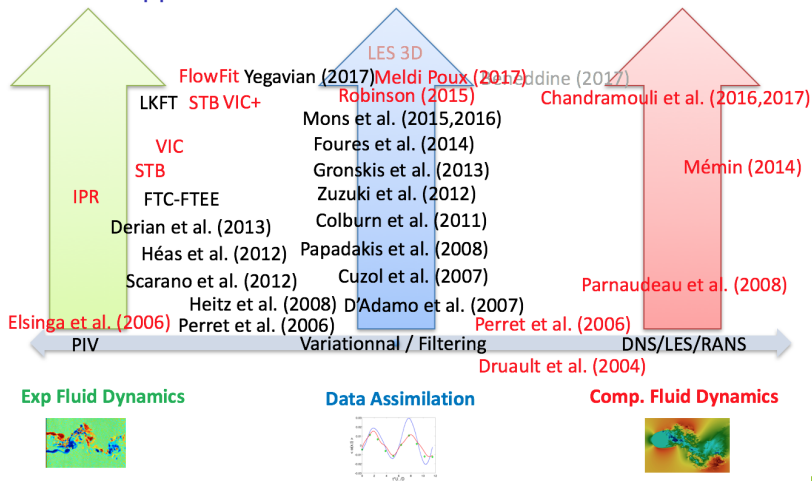 LES 3D
FlowFit Yegavian (2017) Meldi Poux (2017) Beneddine (2017)
LKFT STB VIC+ Robinson (2015) Chandramouli et al. (2016,2017)
Mons et al. (2015,2016)
VIC Foures et al. (2014)
STB Gronskis et al. (2013) Mémin (2014)
IPR FTC-FTEE Zuzuki et al. (2012)
Derian et al. (2013) Colburn et al. (2011)
Héas et al. (2012) Papadakis et al. (2008)
Scarano et al. (2012) Cuzol et al. (2007) Parnaudeau et al. (2008)
Heitz et al. (2008) D'Adamo et al. (2007)
Elsinga et al. (2006) Perret et al. (2006) Perret et al. (2006)
PIV Variationnal / Filtering DNS/LES/RANS
Druault et al. (2004)
Exp Fluid Dynamics Data Assimilation Comp. Fluid Dynamics